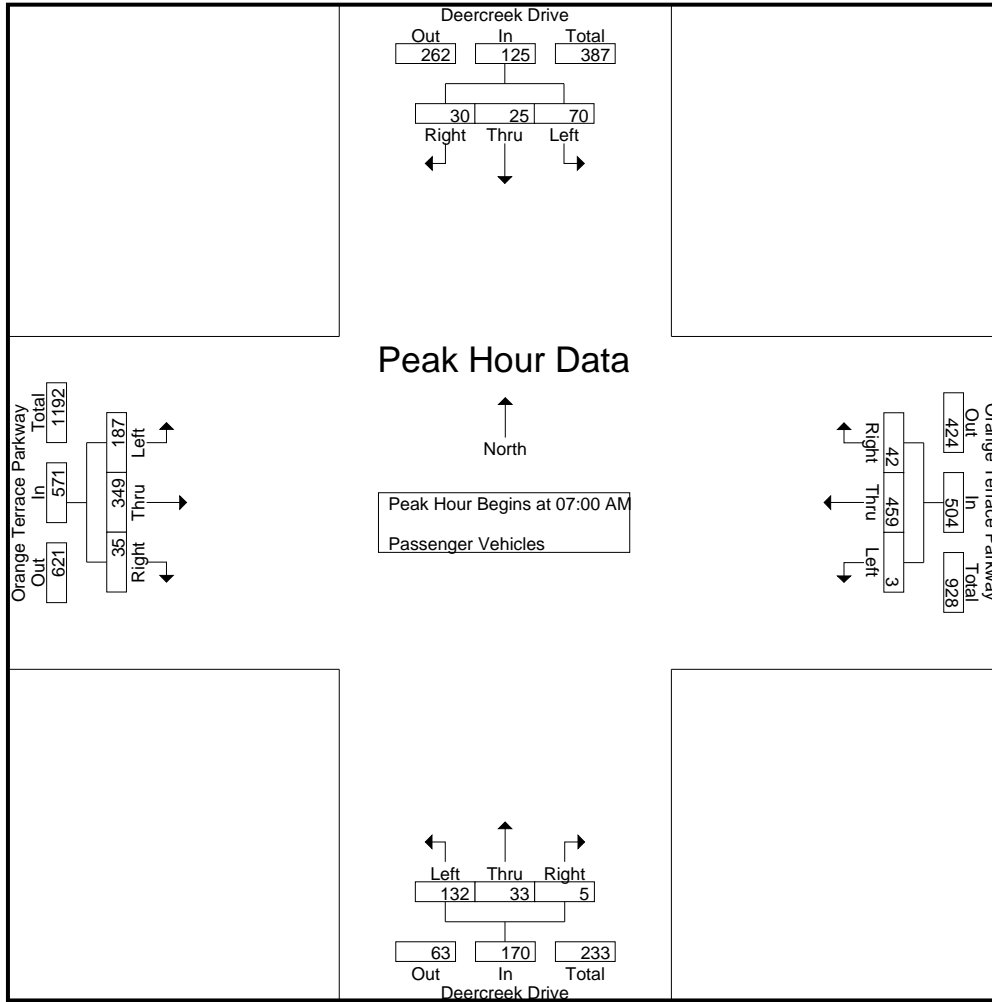 Deercreek Drive
Out In Total
262 125 387
30 25 70
Right Thru Left
Peak Hour Data
North
Peak Hour Begins at 07:00 AM
Passenger Vehicles
Orange Terrace Parkway
Out In Total
621 571 1192
35 349 187
Right Thru Left
Orange Terrace Parkway
Out In Total
424 504 928
42 459 3
Right Thru Left
Left Thru Right
132 33 5
63 170 233
Out In Total
Deercreek Drive